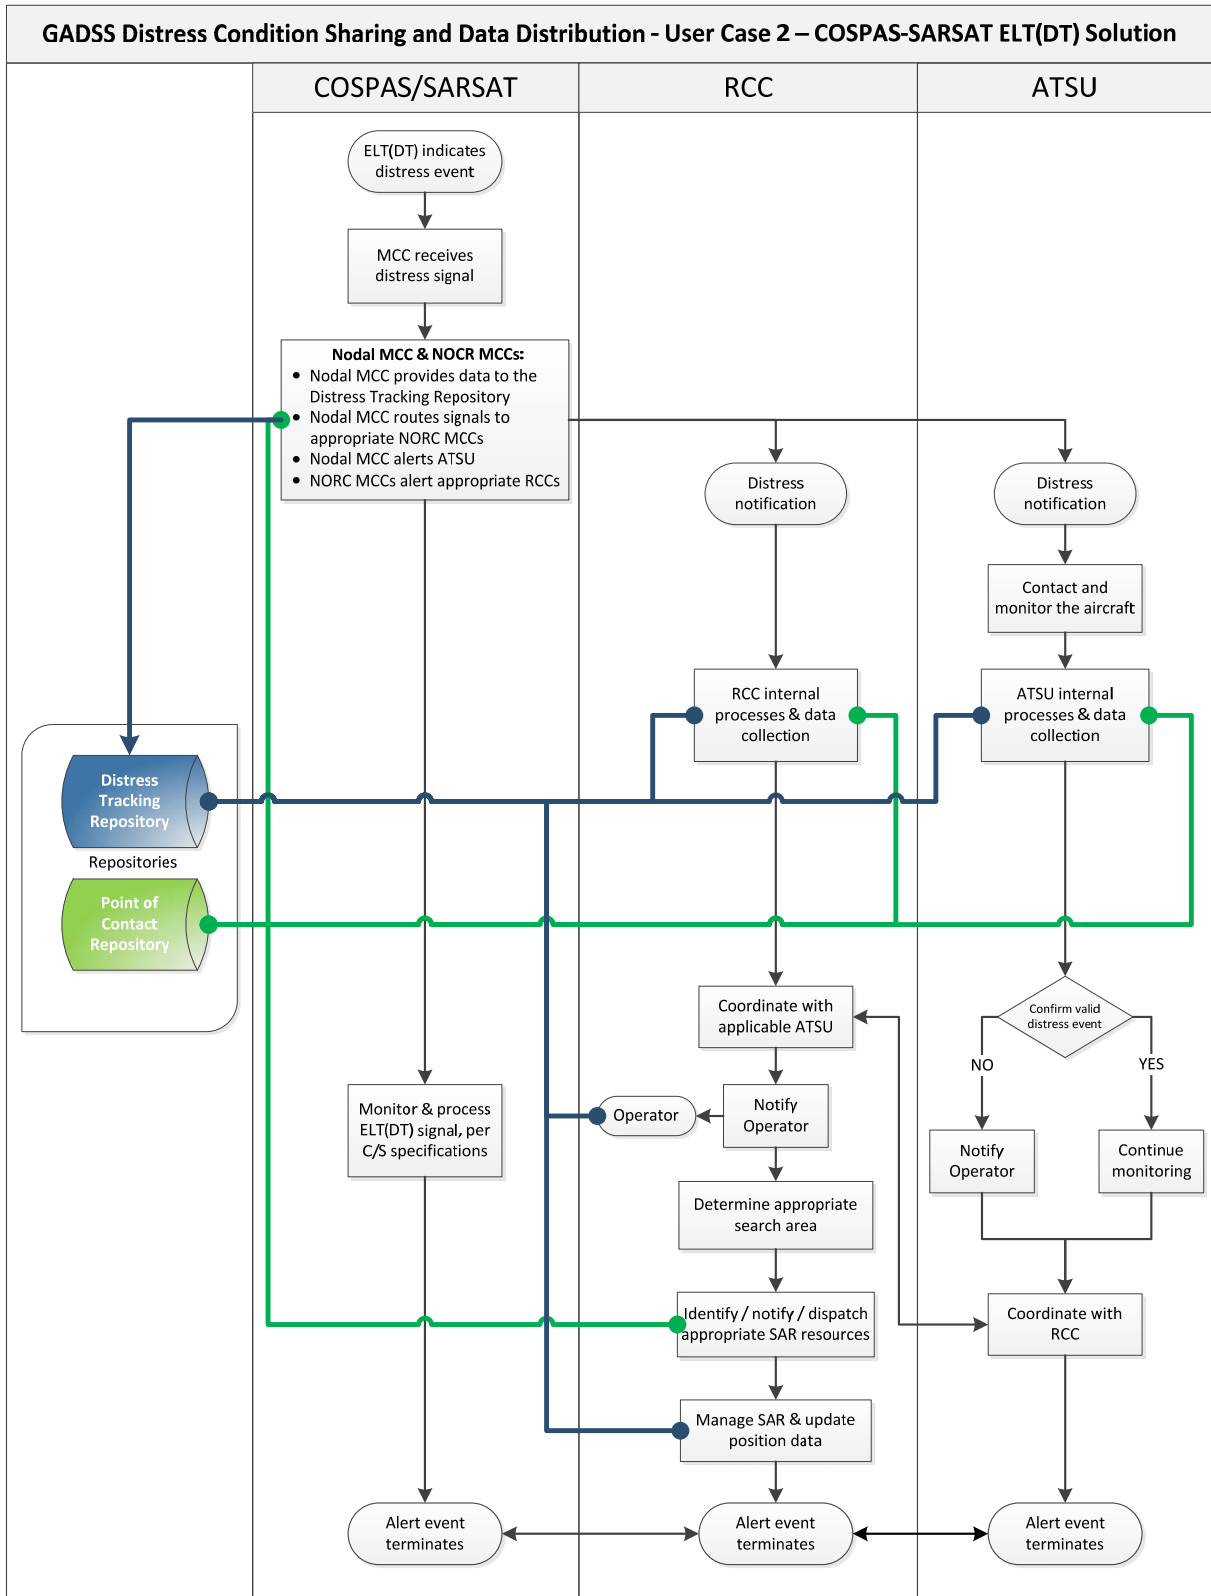 GADSS Distress Condition Sharing and Data Distribution - User Case 2 – COSPAS-SARSAT ELT(DT) Solution
COSPAS/SARSAT
RCC
ATSU
ELT(DT) indicates
distress event
MCC receives
distress signal
Nodal MCC & NOCR MCCs:
• Nodal MCC provides data to the
Distress Tracking Repository
• Nodal MCC routes signals to
appropriate NORC MCCs
• Nodal MCC alerts ATSU
• NORC MCCs alert appropriate RCCs
Distress
notification
Distress
notification
Contact and
monitor the aircraft
RCC internal
processes & data
collection
ATSU internal
processes & data
collection
Distress
Tracking
Repository
Repositories
Point of
Contact
Repository
Coordinate with
applicable ATSU
Confirm valid
distress event
NO
YES
Monitor & process
ELT(DT) signal, per
C/S specifications
Operator
Notify
Operator
Notify
Operator
Continue
monitoring
Determine appropriate
search area
Identify / notify / dispatch
appropriate SAR resources
Coordinate with
RCC
Manage SAR & update
position data
Alert event
terminates
Alert event
terminates
Alert event
terminates